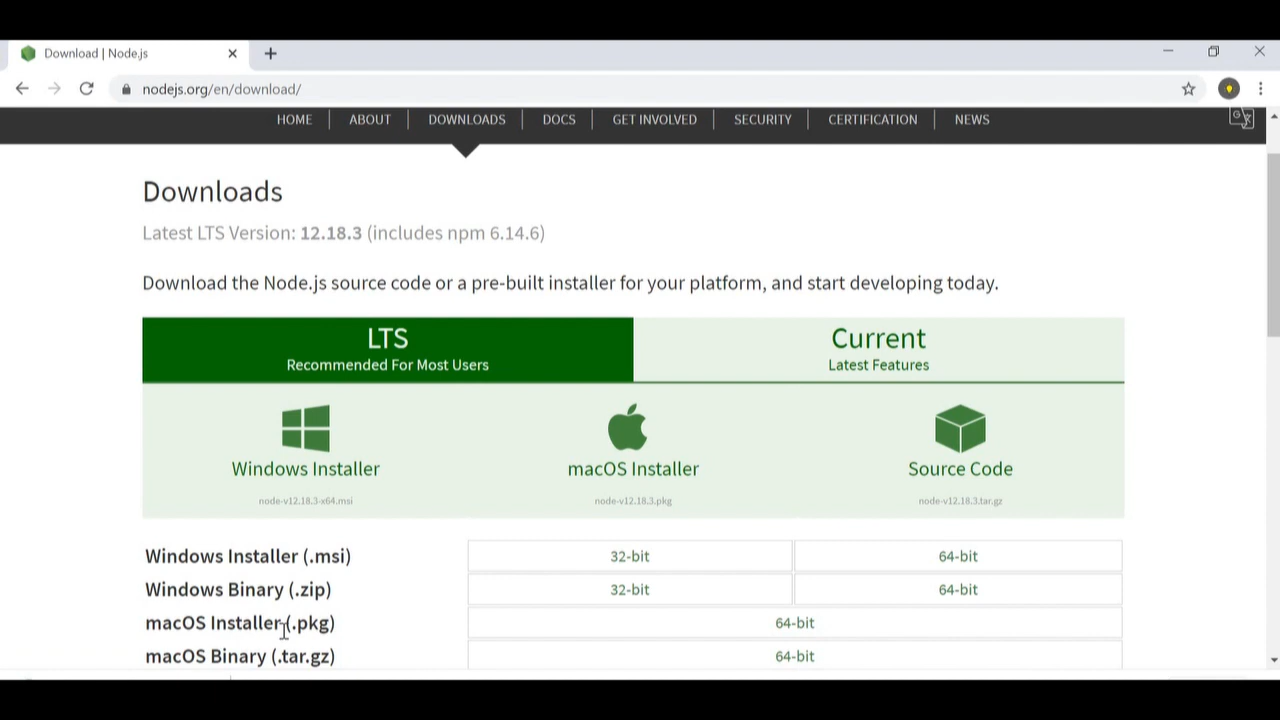 Download | Node.js
nodejs.org/en/download/
HOME ABOUT DOWNLOADS DOCS GET INVOLVED SECURITY CERTIFICATION NEWS
Downloads
Latest LTS Version: 12.18.3 (includes npm 6.14.6)
Download the Node.js source code or a pre-built installer for your platform, and start developing today.
LTS
Recommended For Most Users
Current
Latest Features
Windows Installer
node-v12.18.3-x64.msi
macOS Installer
node-v12.18.3.pkg
Source Code
node-v12.18.3.tar.gz
Windows Installer (.msi) 32-bit 64-bit
Windows Binary (.zip) 32-bit 64-bit
macOS Installer (.pkg) 64-bit
macOS Binary (.tar.gz) 64-bit